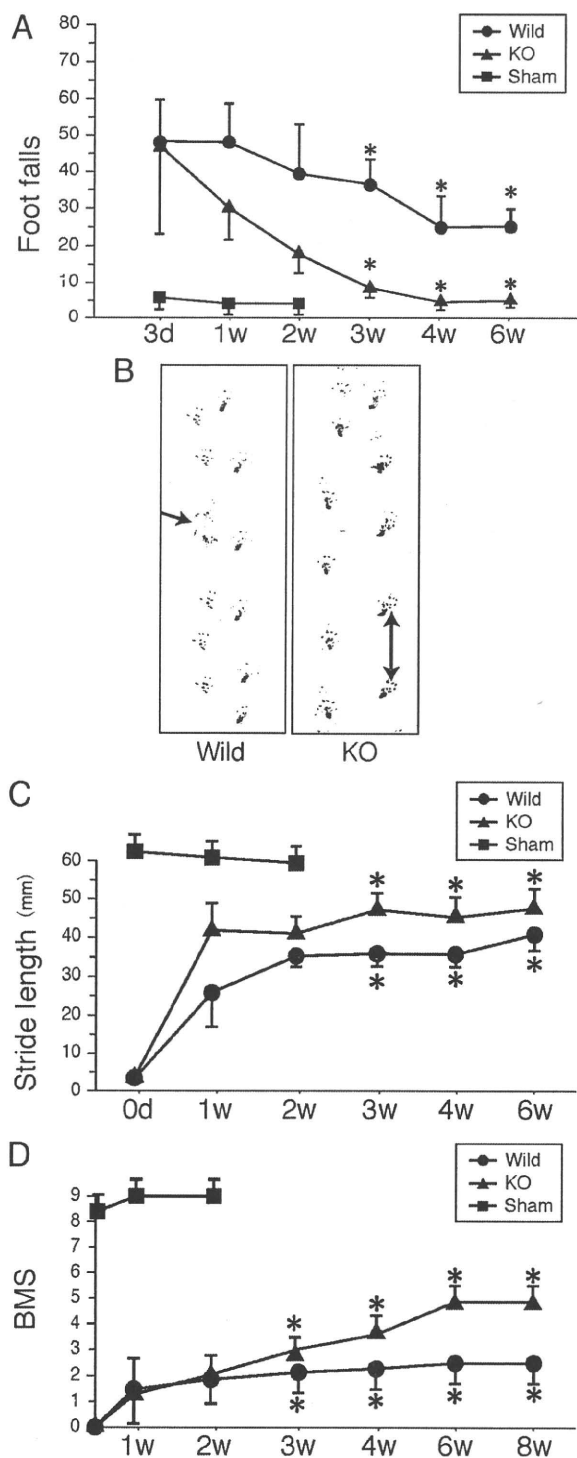 A
Wild
KO
Sham
Foot falls
80
70
60
50
40
30
20
10
5
0
* * *
* * *
3d 1w 2w 3w 4w 6w
B
Wild KO
C
Wild
KO
Sham
Stride length (mm)
60
50
40
30
20
10
0
* * *
* * *
0d 1w 2w 3w 4w 6w
D
Wild
KO
Sham
BMS
9
8
7
6
5
4
3
2
1
0
* * * *
* * * *
1w 2w 3w 4w 6w 8w